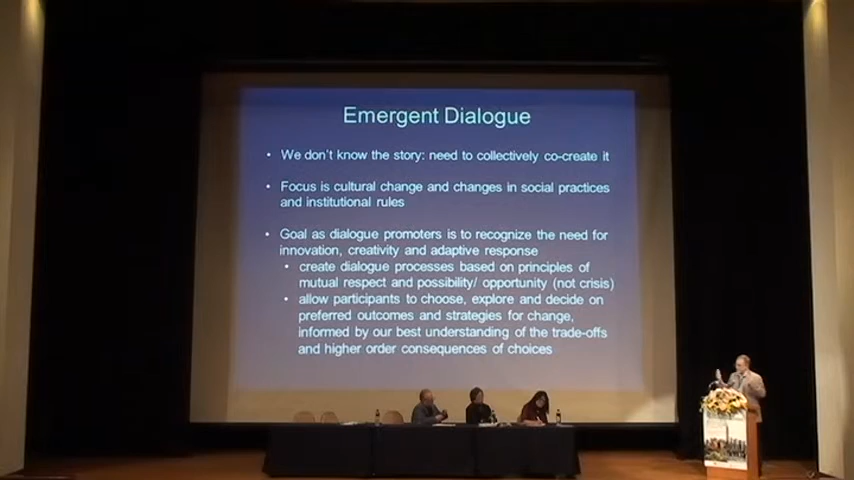 Emergent Dialogue
• We don't know the story: need to collectively co-create it
• Focus is cultural change and changes in social practices
and institutional rules
• Goal as dialogue promoters is to recognize the need for
innovation, creativity and adaptive response
• create dialogue processes based on principles of
mutual respect and possibility/ opportunity (not crisis)
• allow participants to choose, explore and decide on
preferred outcomes and strategies for change,
informed by our best understanding of the trade-offs
and higher order consequences of choices